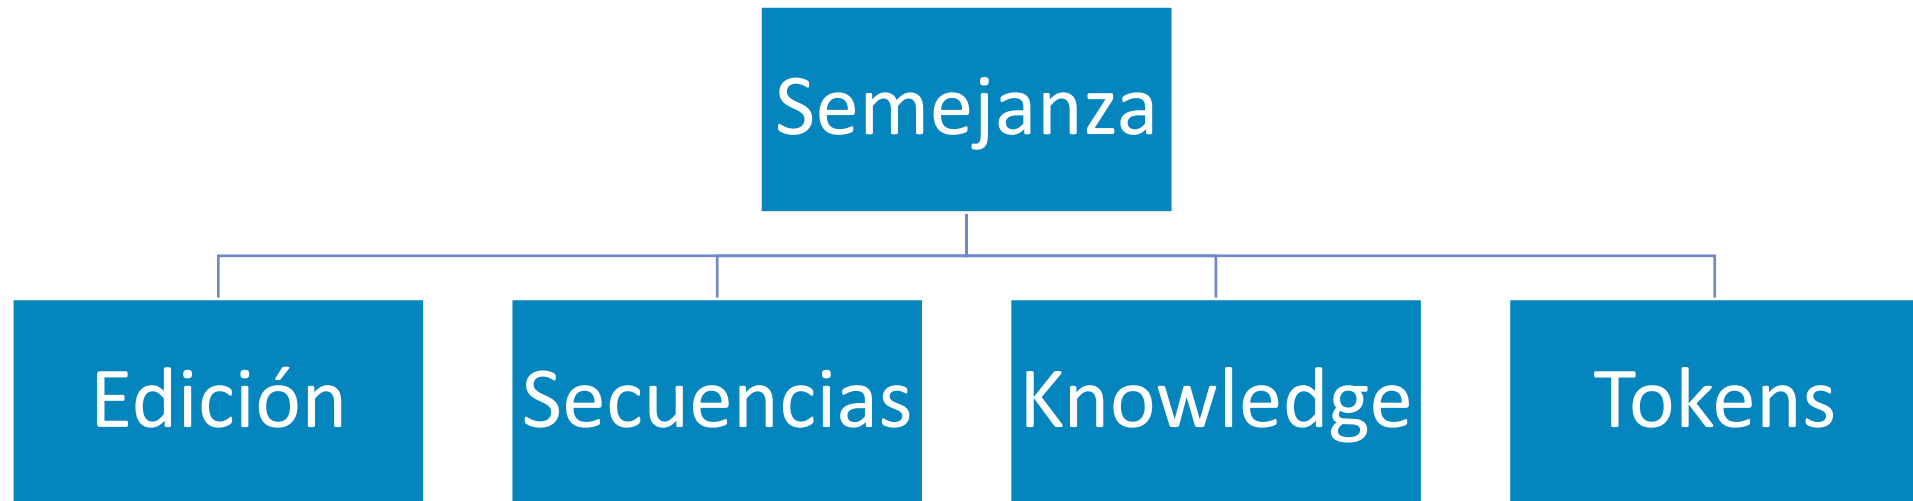 Semejanza
Edición
Secuencias
Knowledge
Tokens